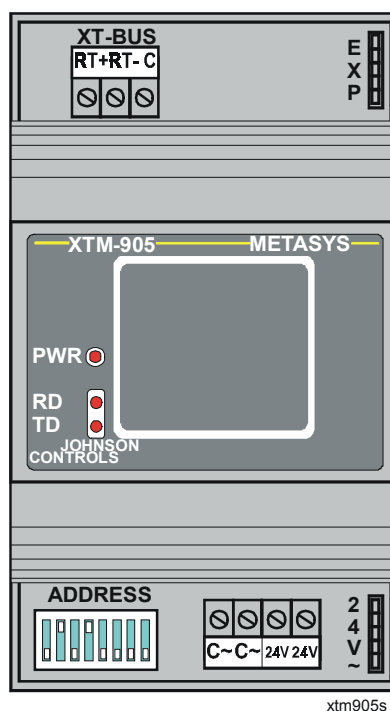 XT-BUS
RT+RT- C
E
X
P
XTM-905 METASYS
PWR
RD
TD
JOHNSON
CONTROLS
ADDRESS
C~C~ 24V 24V
2
4
V
~
xtm905s